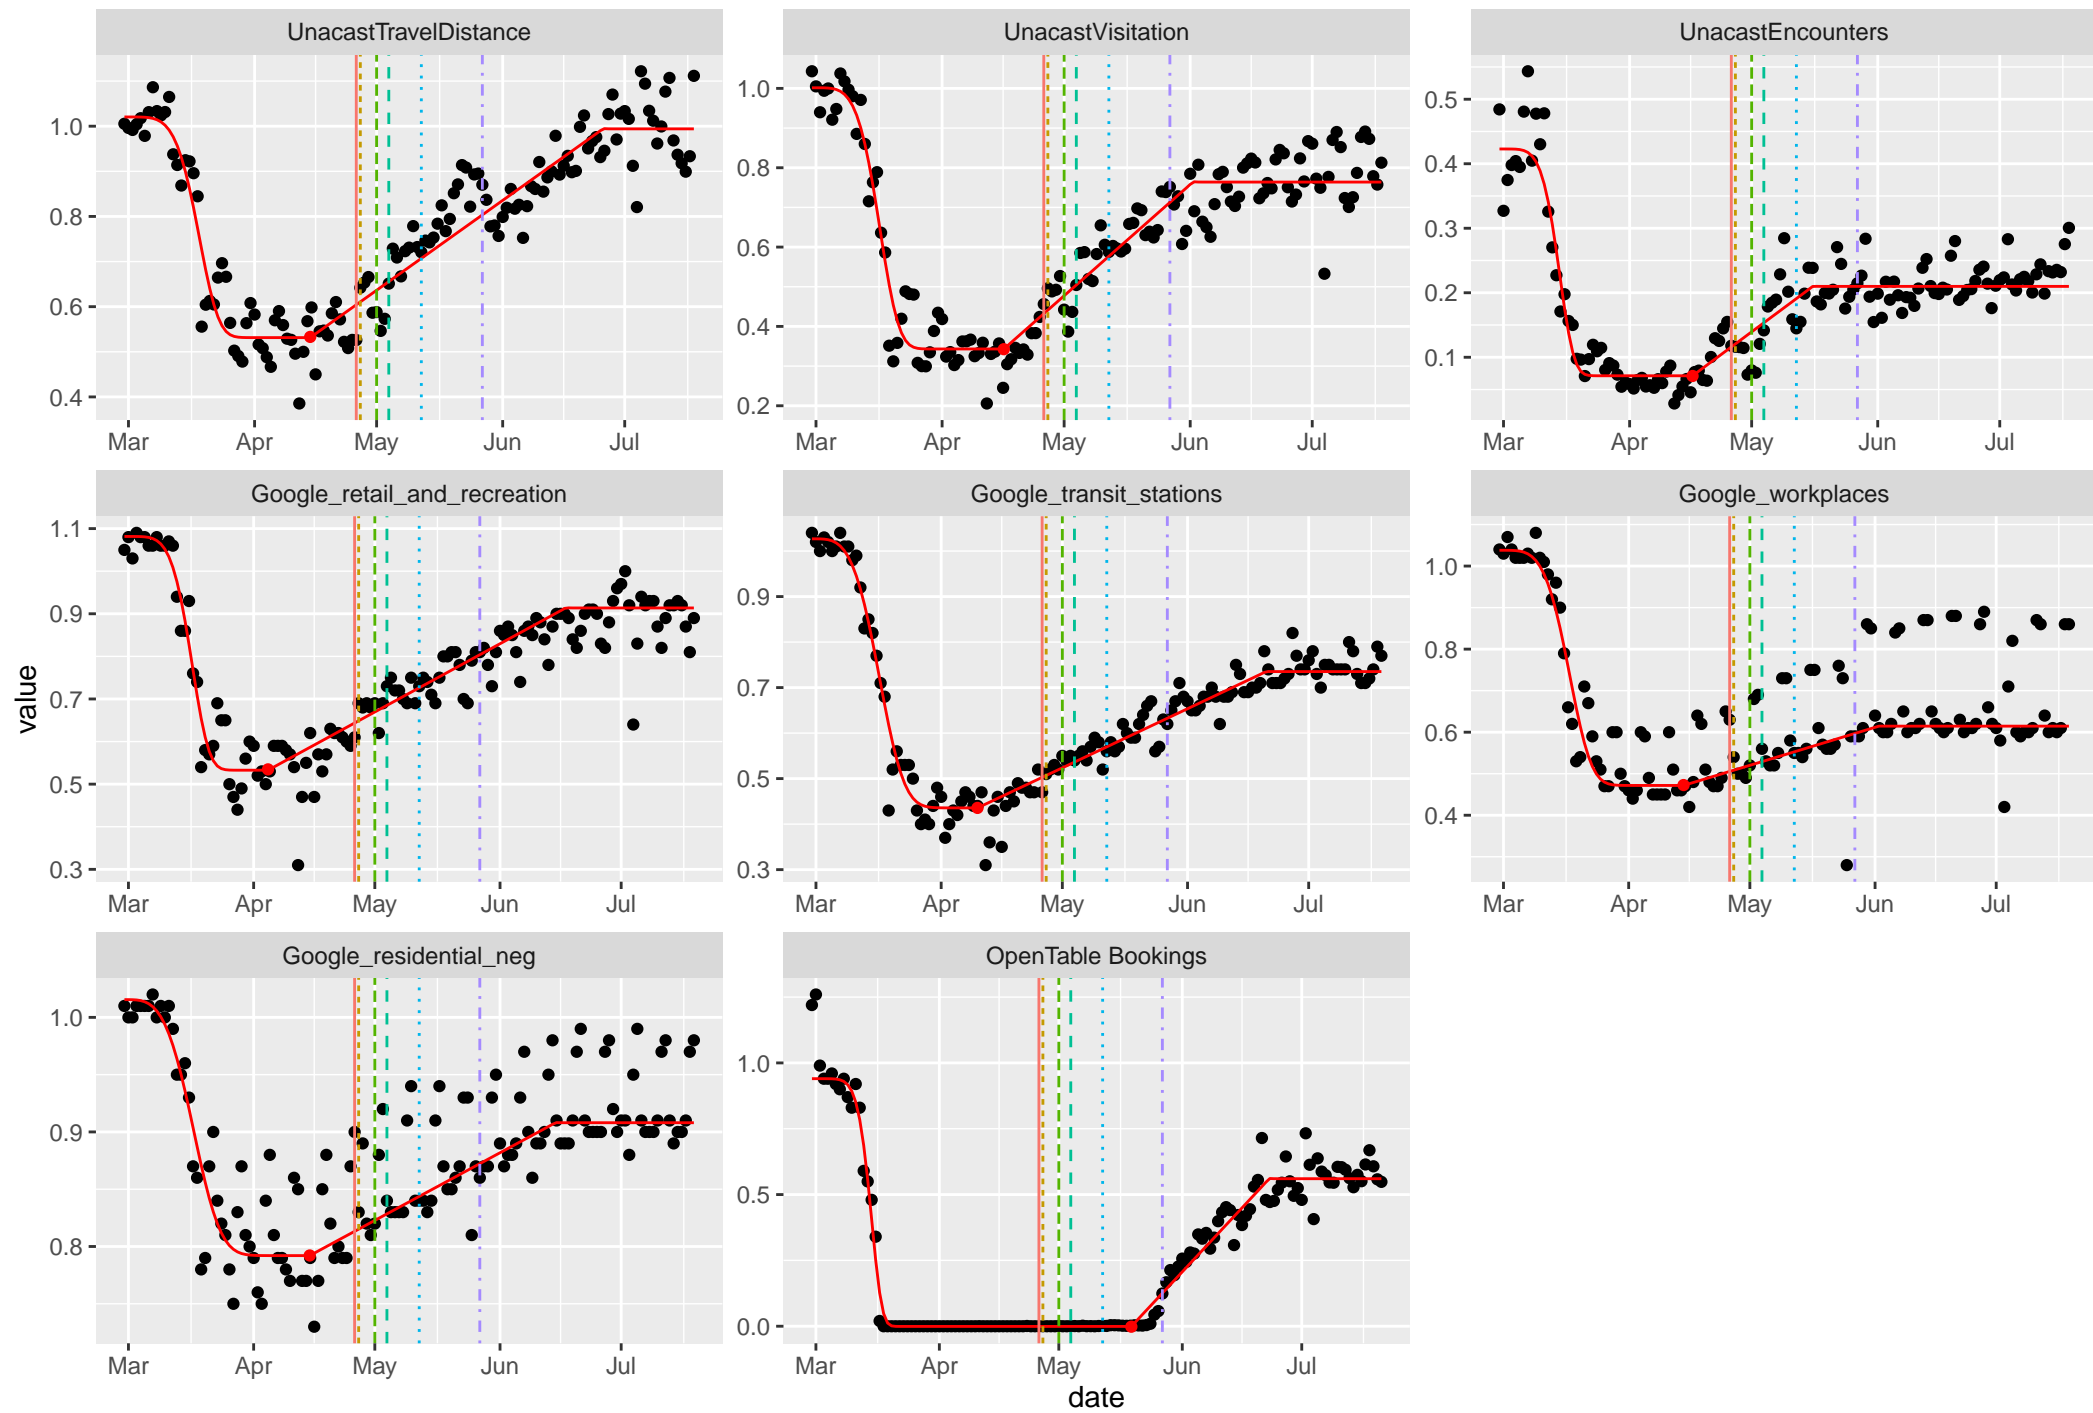 UnacastTravelDistance UnacastVisitation UnacastEncounters
1.0
0.8
0.6
0.4
Mar Apr May Jun Jul
1.0
0.8
0.6
0.4
0.2
Mar Apr May Jun Jul
0.5
0.4
0.3
0.2
0.1
Mar Apr May Jun Jul
Google_retail_and_recreation Google_transit_stations Google_workplaces
value
1.1
0.9
0.7
0.5
0.3
Mar Apr May Jun Jul
0.9
0.7
0.5
0.3
Mar Apr May Jun Jul
1.0
0.8
0.6
0.4
Mar Apr May Jun Jul
Google_residential_neg OpenTable Bookings
1.0
0.9
0.8
Mar Apr May Jun Jul
1.0
0.5
0.0
Mar Apr May Jun Jul
date